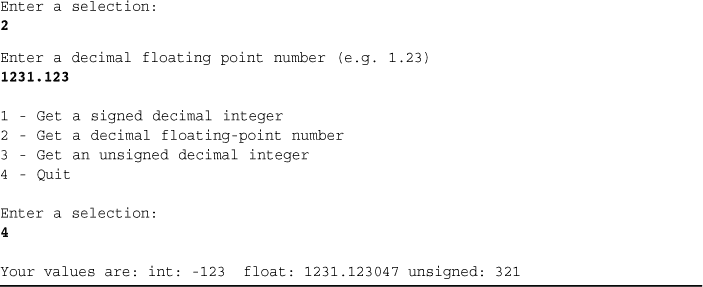 Enter a selection:
2
Enter a decimal floating point number (e.g. 1.23)
1231.123
1 - Get a signed decimal integer
2 - Get a decimal floating-point number
3 - Get an unsigned decimal integer
4 - Quit
Enter a selection:
4
Your values are: int: -123  float: 1231.123047 unsigned: 321